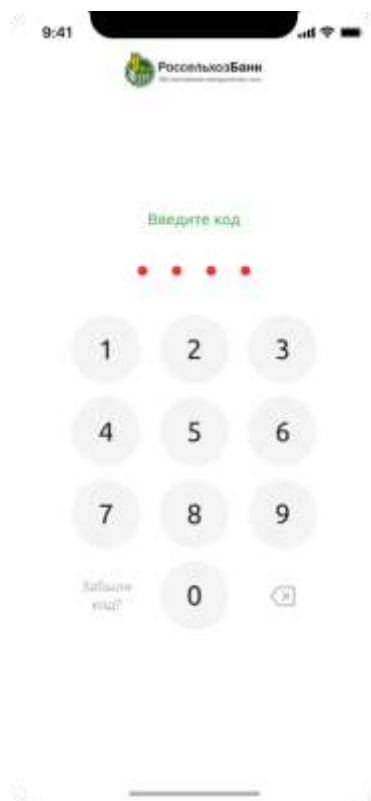 9:41
РоссельхозБанк
Введите код
1 2 3
4 5 6
7 8 9
Забыли 0
код?